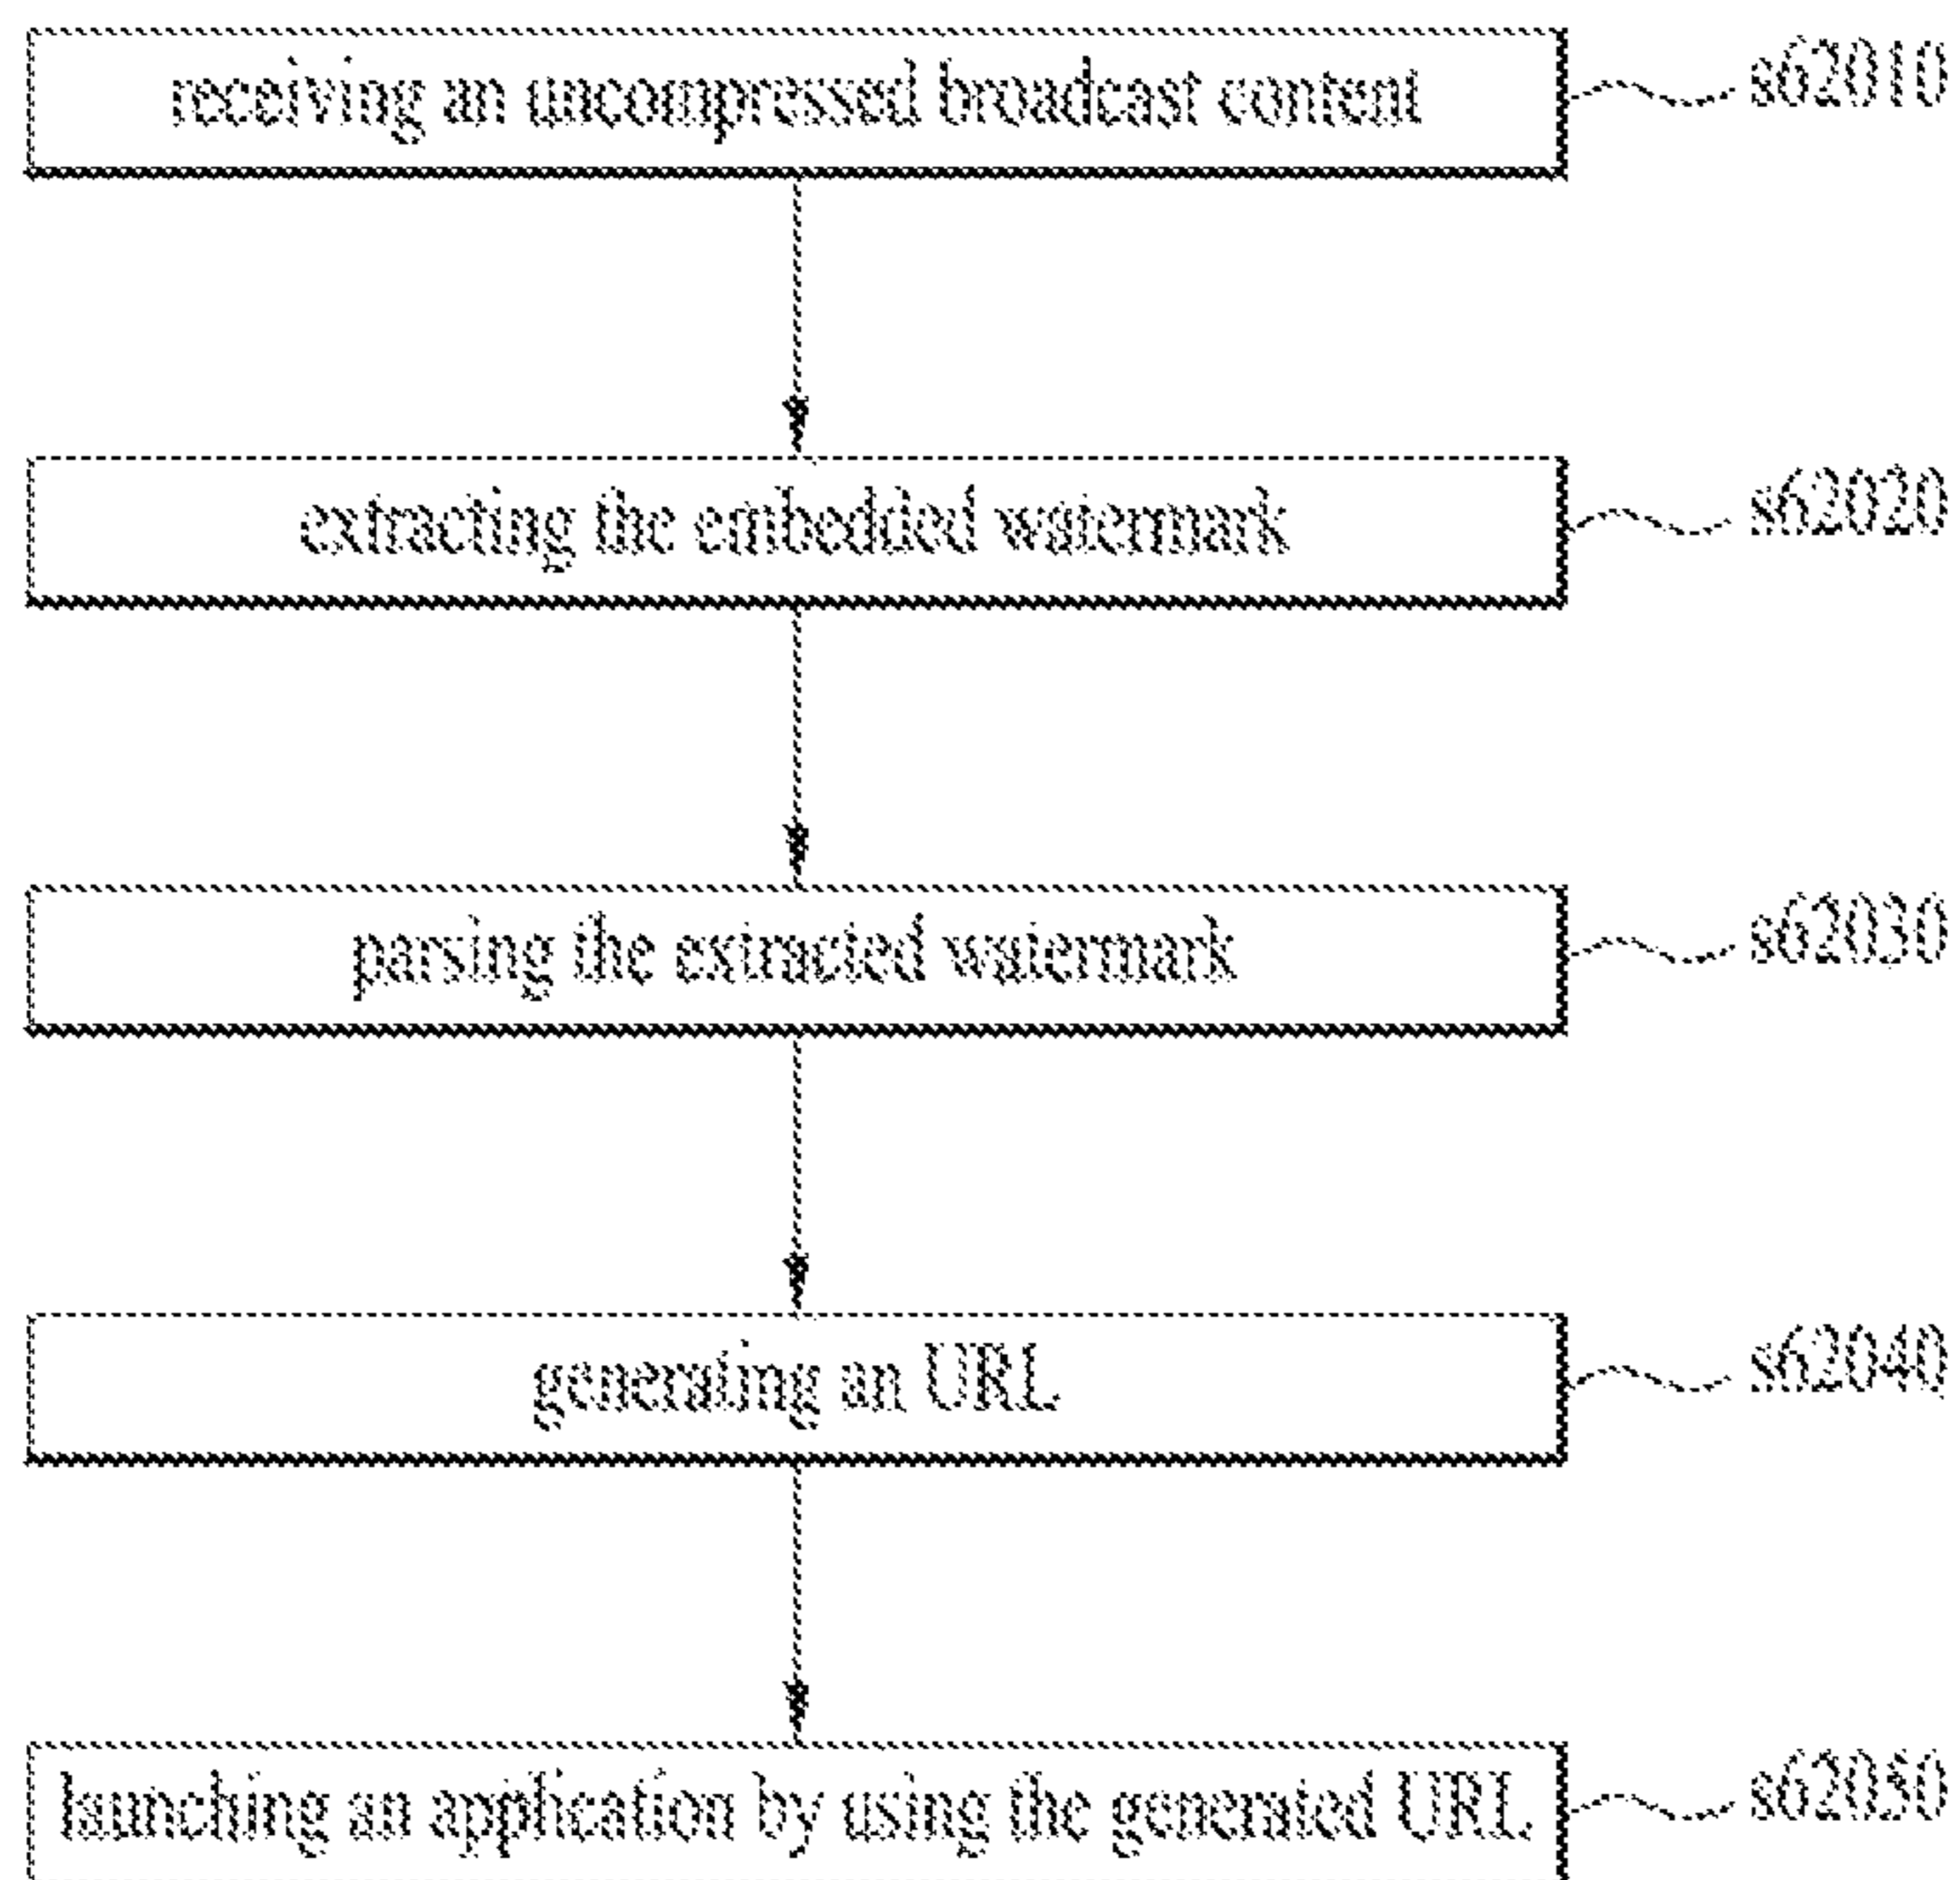 receiving an uncompressed broadcast content
s62010
extracting the embedded watermark
s62020
parsing the extracted watermark
s62030
generating an URL
s62040
launching an application by using the generated URL
s62050